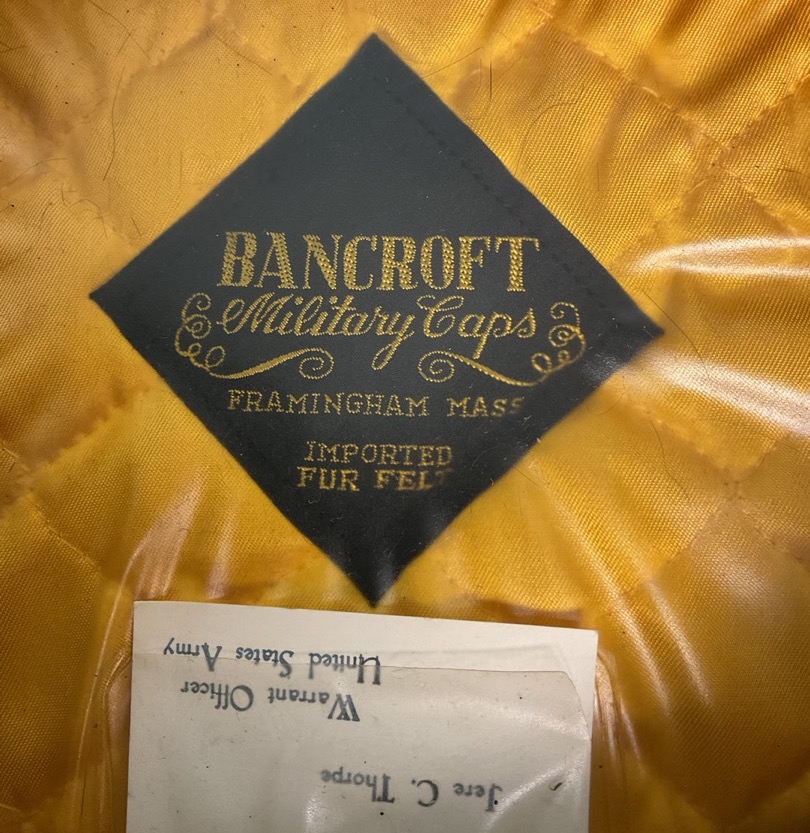 BANCROFT
Military Caps
FRAMINGHAM MASS
IMPORTED
FUR FELT
Jere C. Thorpe
Warrant Officer
United States Army